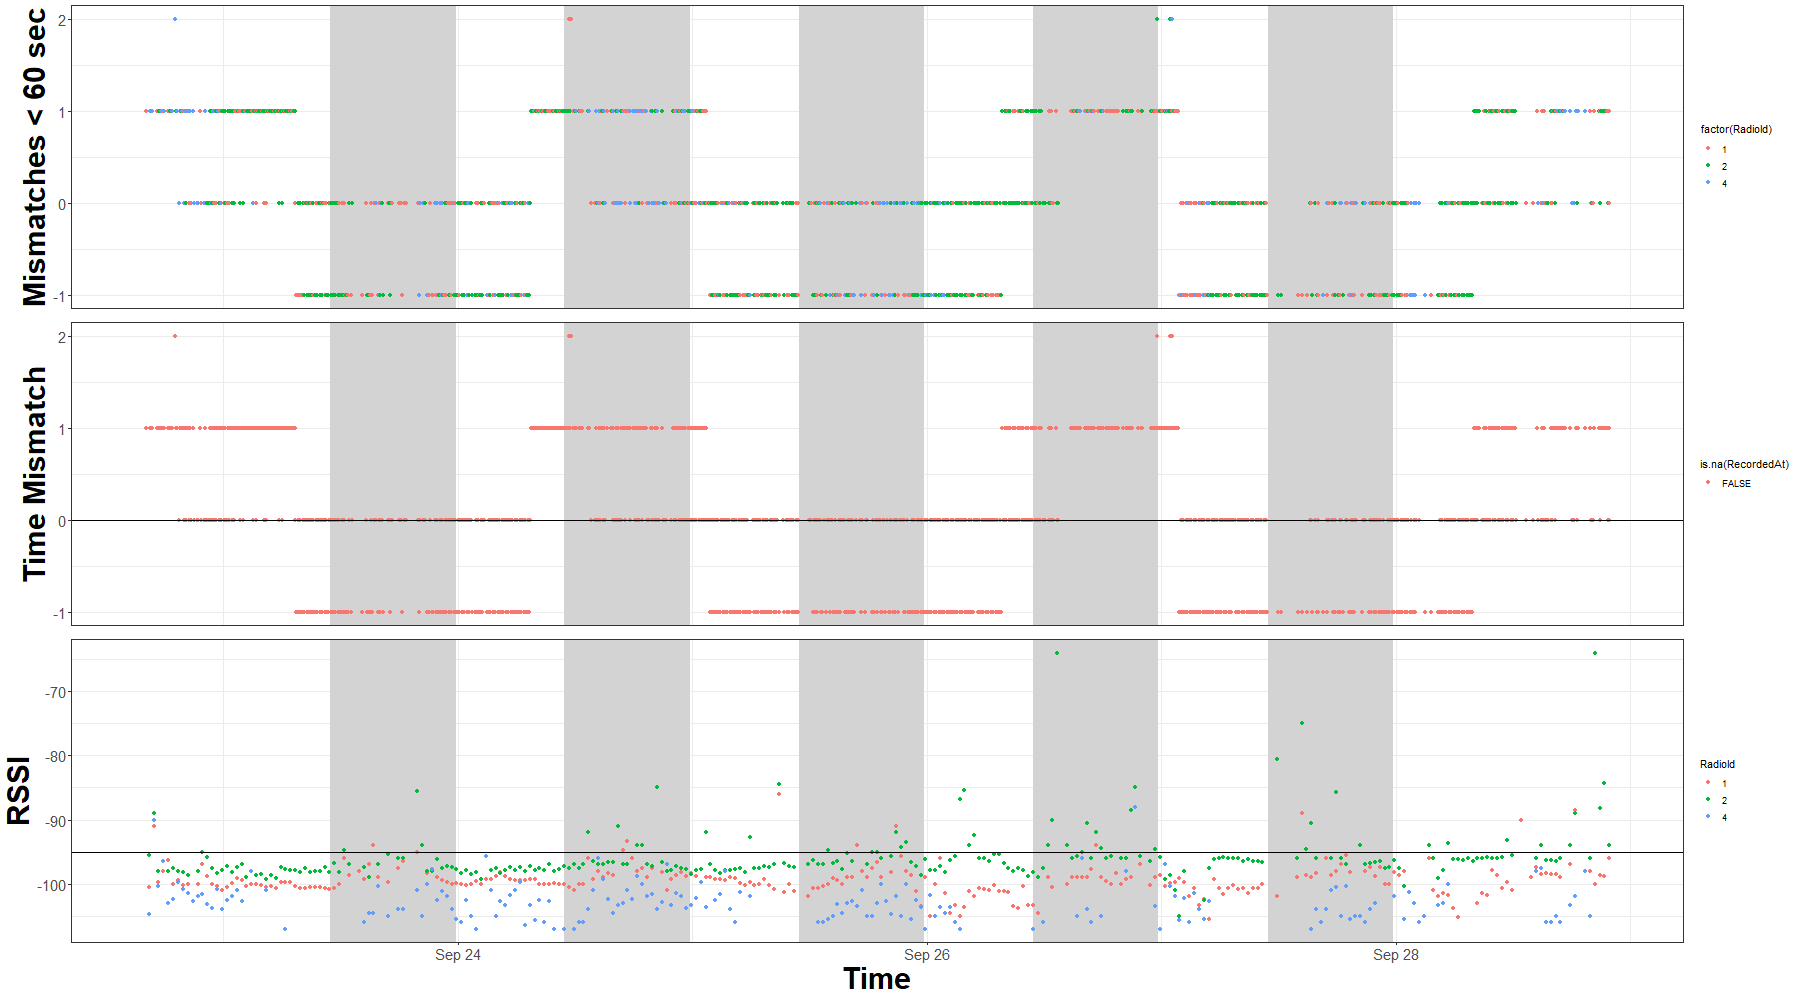 Mismatches < 60 sec
2
1
0
-1
factor(RadioId)
1
2
4
Time Mismatch
2
1
0
-1
is.na(RecordedAt)
FALSE
RSSI
-70
-80
-90
-100
RadioId
1
2
4
Sep 24
Sep 26
Sep 28
Time